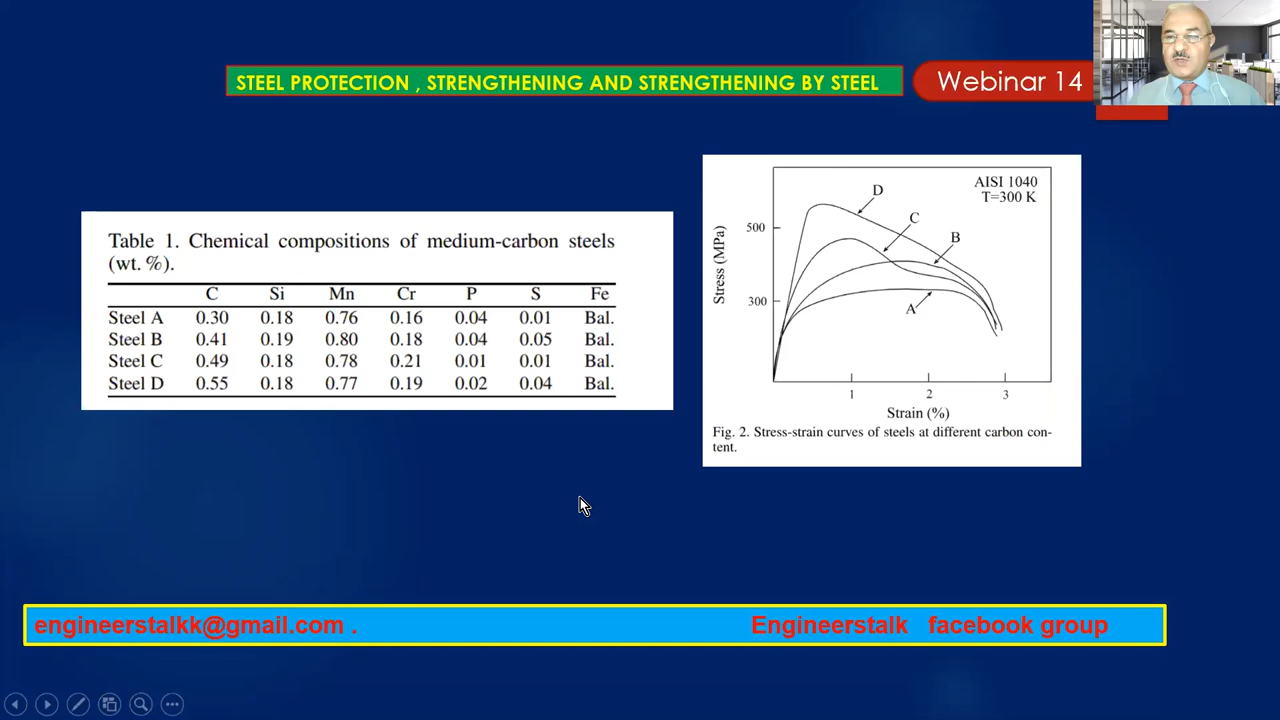 STEEL PROTECTION , STRENGTHENING AND STRENGTHENING BY STEEL
Webinar 14
Table 1. Chemical compositions of medium-carbon steels
(wt. %).
C Si Mn Cr P S Fe
Steel A 0.30 0.18 0.76 0.16 0.04 0.01 Bal.
Steel B 0.41 0.19 0.80 0.18 0.04 0.05 Bal.
Steel C 0.49 0.18 0.78 0.21 0.01 0.01 Bal.
Steel D 0.55 0.18 0.77 0.19 0.02 0.04 Bal.
AISI 1040
T=300 K
D
C
B
A
500
300
Stress (MPa)
1 2 3
Strain (%)
Fig. 2. Stress-strain curves of steels at different carbon con-
tent.
engineerstalkk@gmail.com . Engineerstalk facebook group